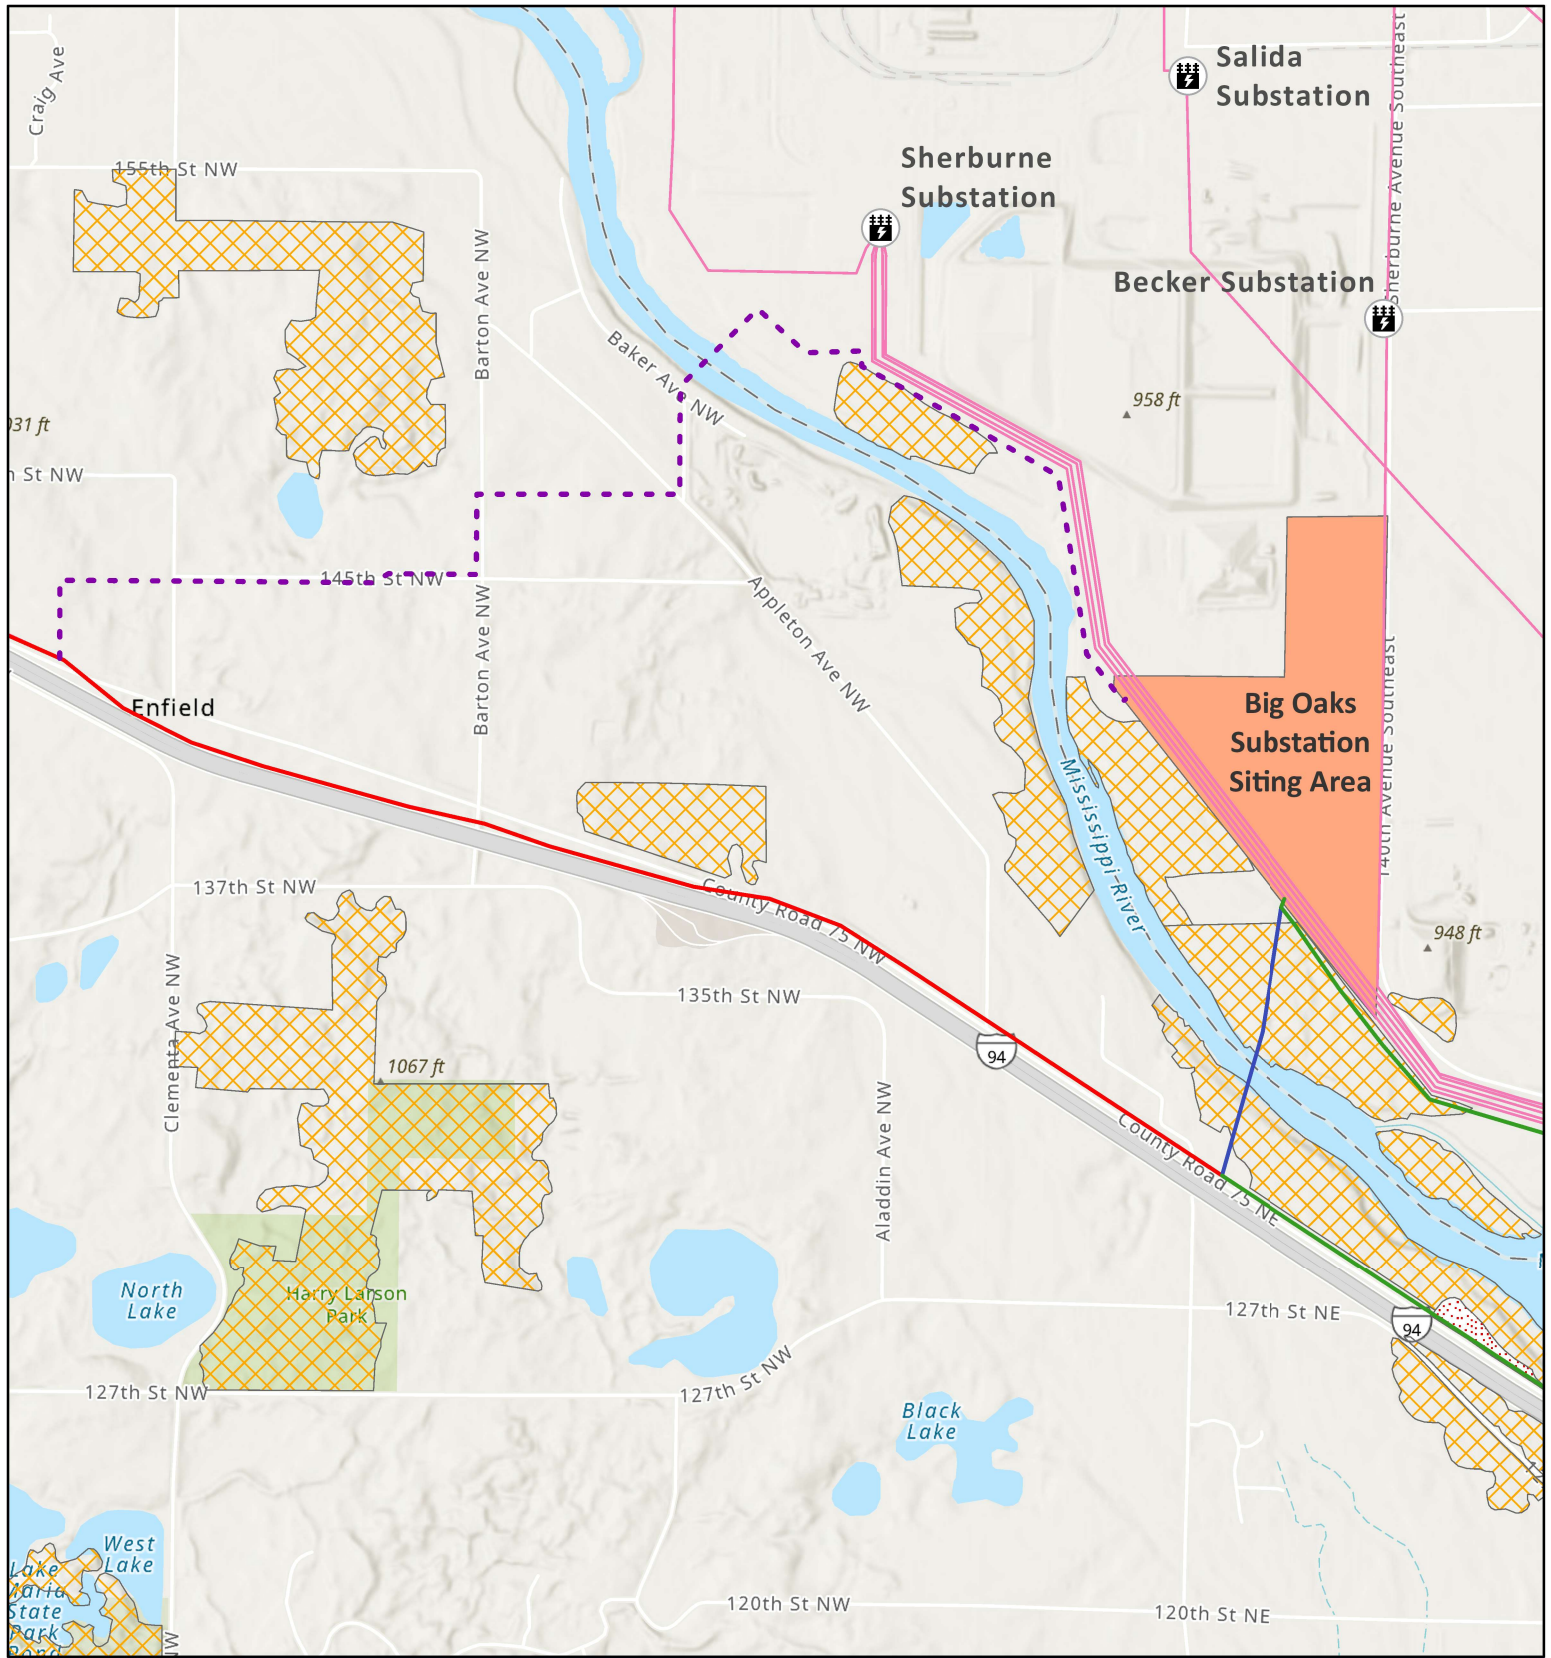 Craig Ave
Salida
Substation
Sherburne
Substation
Sherburne Avenue Southeast
155th St NW
Barton Ave NW
Becker Substation
Baker Ave NW
958 ft
031 ft
h St NW
145th St NW
Appleton Ave NW
Barton Ave NW
Enfield
Big Oaks
Substation
Siting Area
140th Avenue Southeast
Mississippi River
137th St NW
County Road 75 NW
948 ft
135th St NW
Clementa Ave NW
94
1067 ft
Aladdin Ave NW
County Road 75 NE
North
Lake
Harry Larson
Park
127th St NE
94
127th St NW
127th St NW
Black
Lake
West
Lake
Lake
Maria
State
Park
Pond
120th St NW
120th St NE
NW